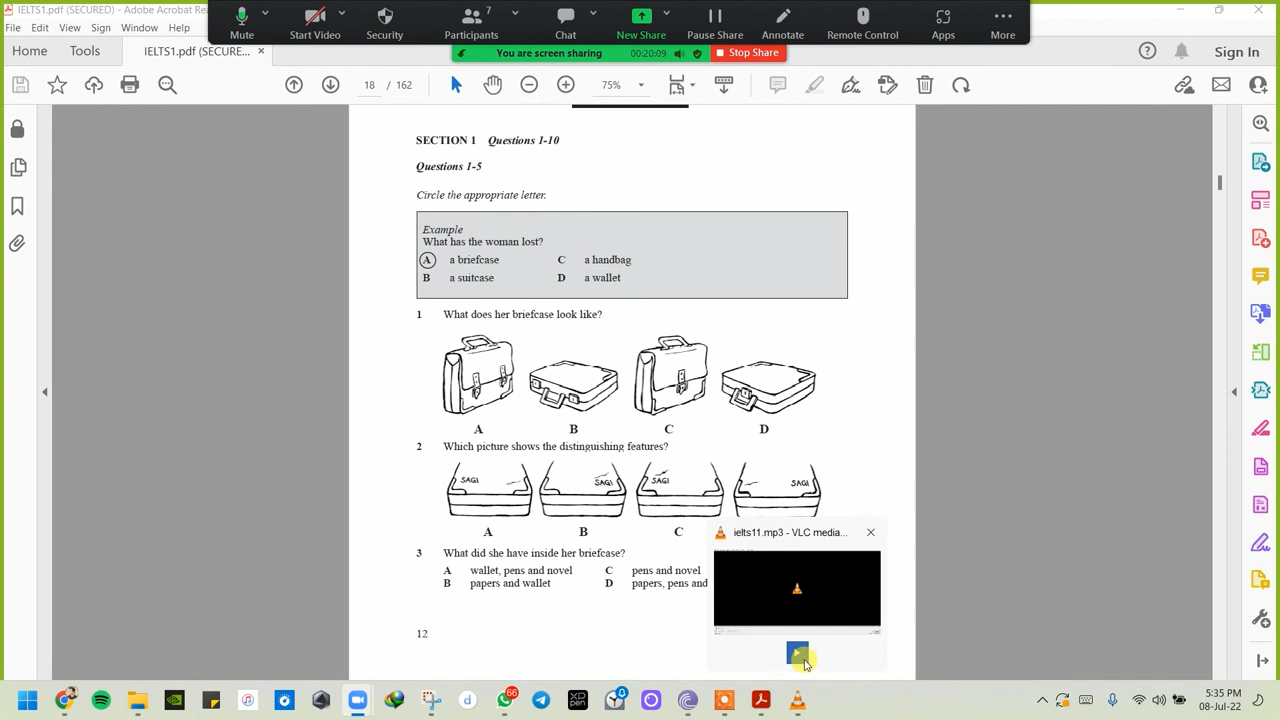 7
Mute
Start Video
Security
Participants
Chat
New Share
Pause Share
Annotate
Remote Control
Apps
More
IELTS1.pdf (SECURED) - Adobe Acrobat Rea
File Edit View Sign Window Help
You are screen sharing 00:20:09 Stop Share
Home Tools IELTS1.pdf (SECURE... × Sign In
18 / 162 75%
SECTION 1 Questions 1-10
Questions 1-5
Circle the appropriate letter.
Example
What has the woman lost?
A a briefcase C a handbag
B a suitcase D a wallet
1 What does her briefcase look like?
A B C D
2 Which picture shows the distinguishing features?
SAGI SAGI SAGI SAGI
A B C
ielts11.mp3 - VLC media...
3 What did she have inside her briefcase?
A wallet, pens and novel C pens and novel
B papers and wallet D papers, pens and
12
66
5:35 PM
08-Jul-22